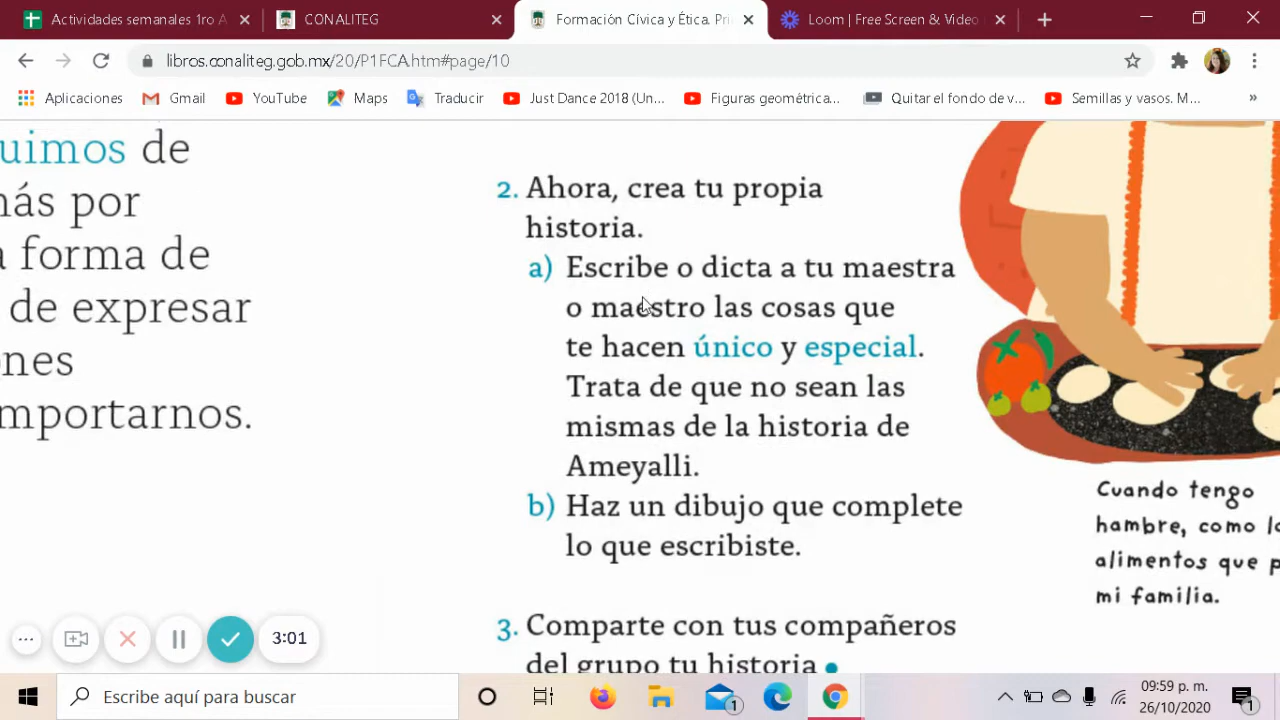 Actividades semanales 1ro A
CONALITEG
Formación Cívica y Ética. Pri
Loom | Free Screen & Video
libros.conaliteg.gob.mx/20/P1FCA.htm#page/10
Aplicaciones
Gmail
YouTube
Maps
Traducir
Just Dance 2018 (Un...
Figuras geométrica...
Quitar el fondo de v...
Semillas y vasos. M...
»
uimos de
más por
a forma de
de expresar
ones
mportarnos.
2. Ahora, crea tu propia
historia.
a) Escribe o dicta a tu maestra
o maestro las cosas que
te hacen único y especial.
Trata de que no sean las
mismas de la historia de
Ameyalli.
b) Haz un dibujo que complete
lo que escribiste.
3. Comparte con tus compañeros
del grupo tu historia
Cuando tengo
hambre, como lo
alimentos que p
mi familia.
3:01
Escribe aquí para buscar
1
09:59 p. m.
26/10/2020
1